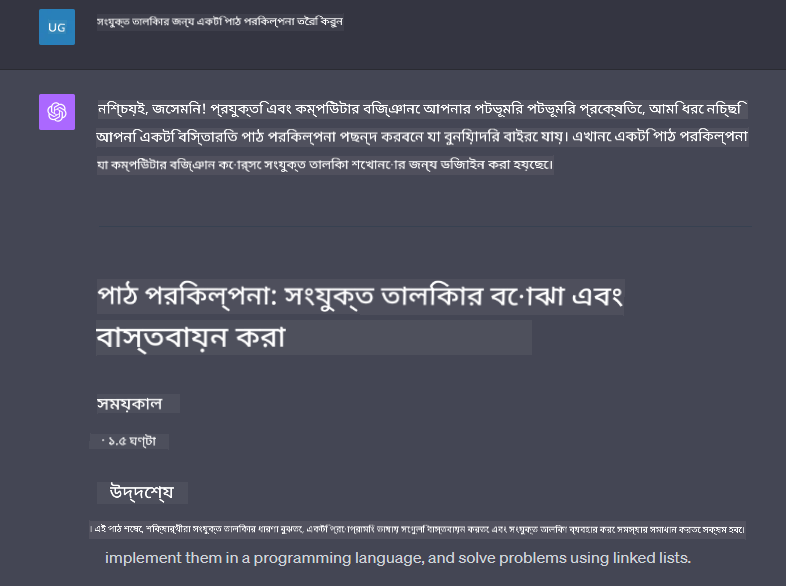 UG
সংযুক্ত তালিকার জন্য একটি পাঠ পরিকল্পনা তৈরি করুন
নিশ্চয়ই, জেসমিন! প্রযুক্তি এবং কম্পিউটার বিজ্ঞানে আপনার পটভূমির পটভূমির প্রেক্ষিতে, আমি ধরে নিচ্ছি
আপনি একটি বিস্তারিত পাঠ পরিকল্পনা পছন্দ করবেন যা বুনিয়াদির বাইরে যায়। এখানে একটি পাঠ পরিকল্পনা
যা কম্পিউটার বিজ্ঞান কোর্সে সংযুক্ত তালিকা শেখানোর জন্য ডিজাইন করা হয়েছে।
পাঠ পরিকল্পনা: সংযুক্ত তালিকার বোঝা এবং
বাস্তবায়ন করা
সময়কাল
· ১.৫ ঘণ্টা
উদ্দেশ্য
। এই পাঠ শেষে, শিক্ষার্থীরা সংযুক্ত তালিকার ধারণা বুঝতে, একটি প্রোগ্রামিং ভাষায় সেগুলো বাস্তবায়ন করতে এবং সংযুক্ত তালিকা ব্যবহার করে সমস্যার সমাধান করতে সক্ষম হবে।
implement them in a programming language, and solve problems using linked lists.